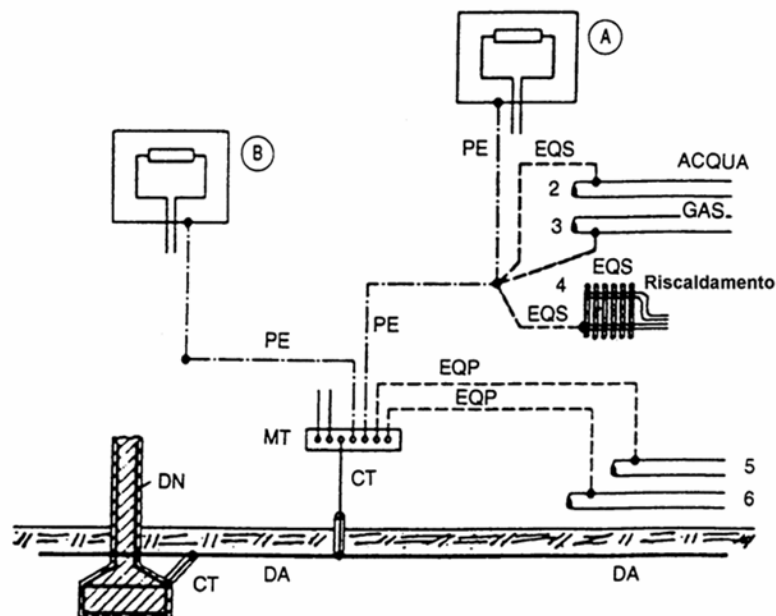 A
B
PE
EQS
ACQUA
2
3
GAS
4
EQS
Riscaldamento
EQS
PE
PE
EQP
EQP
MT
CT
5
6
DN
CT
DA
DA